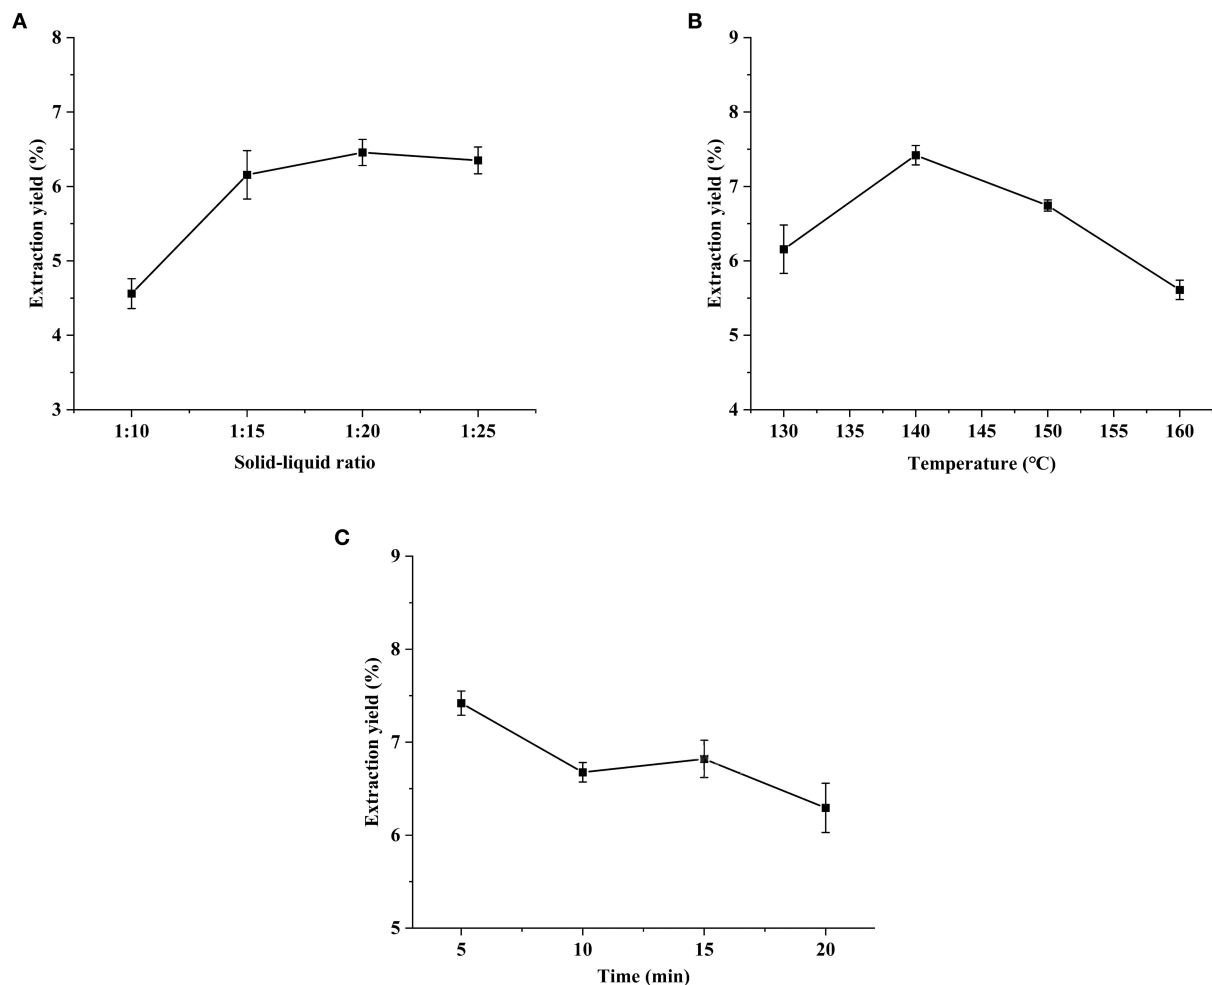 A
8
7
6
5
4
3
Extraction yield (%)
1:10 1:15 1:20 1:25
Solid-liquid ratio
B
9
8
7
6
5
4
Extraction yield (%)
130 135 140 145 150 155 160
Temperature (℃)
C
9
8
7
6
5
Extraction yield (%)
5 10 15 20
Time (min)